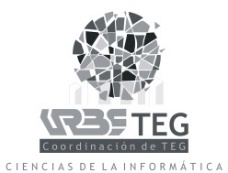 URBE TEG
Coordinación de TEG
CIENCIAS DE LA INFORMÁTICA